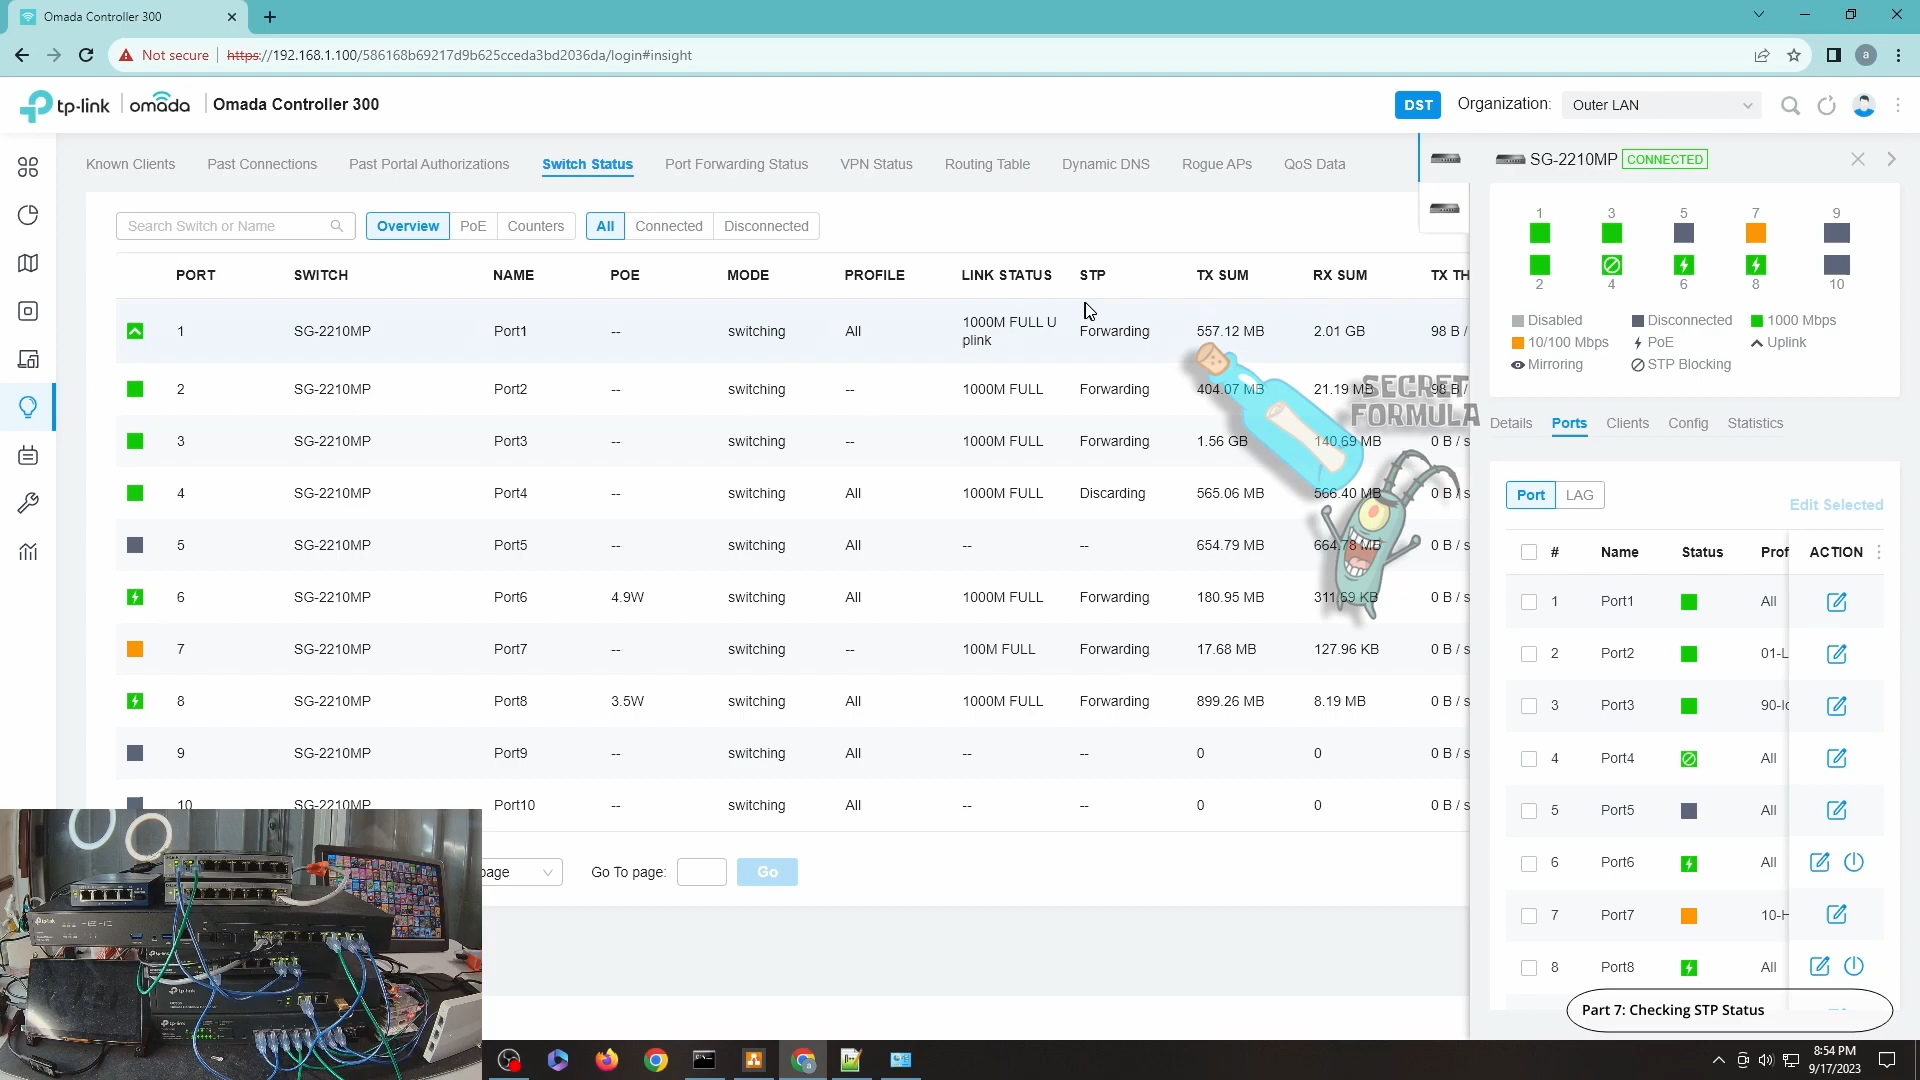 Omada Controller 300
Not secure
https://192.168.1.100/586168b69217d9b625cceda3bd2036da/login#insight
a
tp-link
omada
Omada Controller 300
DST
Organization:
Outer LAN
Known Clients
Past Connections
Past Portal Authorizations
Switch Status
Port Forwarding Status
VPN Status
Routing Table
Dynamic DNS
Rogue APs
QoS Data
Search Switch or Name
Overview
PoE
Counters
All
Connected
Disconnected
PORT SWITCH NAME POE MODE PROFILE LINK STATUS STP TX SUM RX SUM TX TH
1 SG-2210MP Port1 -- switching All 1000M FULL U
plink Forwarding 557.12 MB 2.01 GB 98 B /
2 SG-2210MP Port2 -- switching -- 1000M FULL Forwarding 404.07 MB 21.19 MB 98 B /
3 SG-2210MP Port3 -- switching -- 1000M FULL Forwarding 1.56 GB 140.69 MB 0 B / s
4 SG-2210MP Port4 -- switching All 1000M FULL Discarding 565.06 MB 566.40 MB 0 B / s
5 SG-2210MP Port5 -- switching All -- -- 654.79 MB 664.78 MB 0 B / s
6 SG-2210MP Port6 4.9W switching All 1000M FULL Forwarding 180.95 MB 311.69 KB 0 B / s
7 SG-2210MP Port7 -- switching -- 100M FULL Forwarding 17.68 MB 127.96 KB 0 B / s
8 SG-2210MP Port8 3.5W switching All 1000M FULL Forwarding 899.26 MB 8.19 MB 0 B / s
9 SG-2210MP Port9 -- switching All -- -- 0 0 0 B / s
10 SG-2210MP Port10 -- switching All -- -- 0 0 0 B / s
SECRET
FORMULA
page
Go To page:
Go
SG-2210MP CONNECTED
1 3 5 7 9
2 4 6 8 10
Disabled Disconnected 1000 Mbps
10/100 Mbps PoE Uplink
Mirroring STP Blocking
Details Ports Clients Config Statistics
Port LAG
Edit Selected
# Name Status Prof ACTION
1 Port1 All
2 Port2 01-L
3 Port3 90-Ic
4 Port4 All
5 Port5 All
6 Port6 All
7 Port7 10-H
8 Port8 All
Part 7: Checking STP Status
8:54 PM
9/17/2023